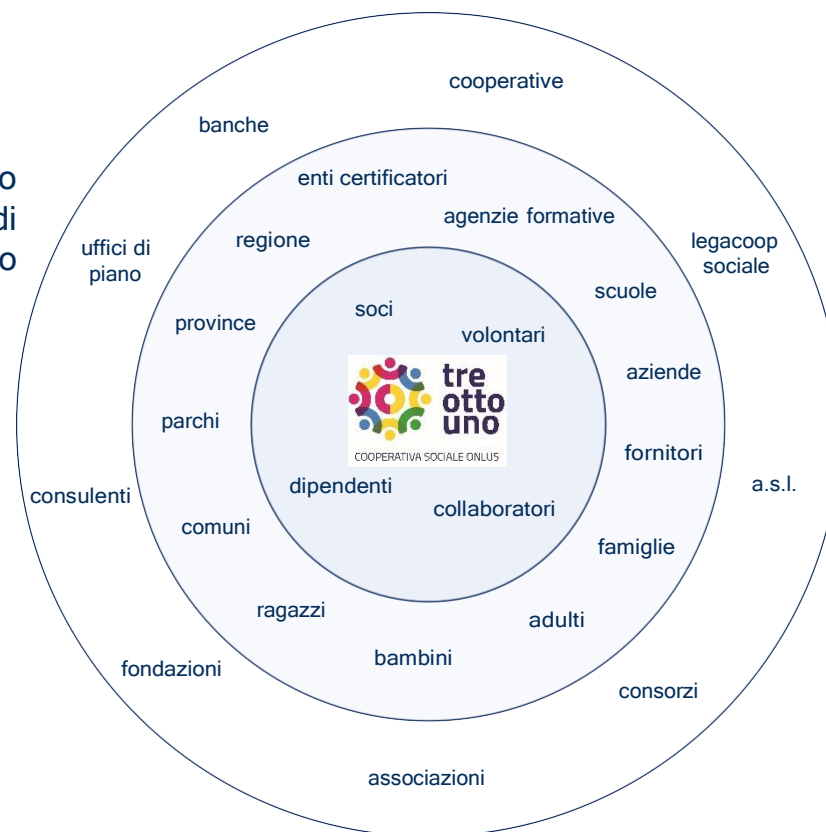 cooperative
banche
o
di
o
enti certificatori
agenzie formative
regione
uffici di
piano
legacoop
sociale
scuole
soci
province
volontari
aziende
tre
otto
uno
COOPERATIVA SOCIALE ONLUS
parchi
fornitori
a.s.l.
dipendenti
consulenti
collaboratori
comuni
famiglie
ragazzi
adulti
bambini
fondazioni
consorzi
associazioni